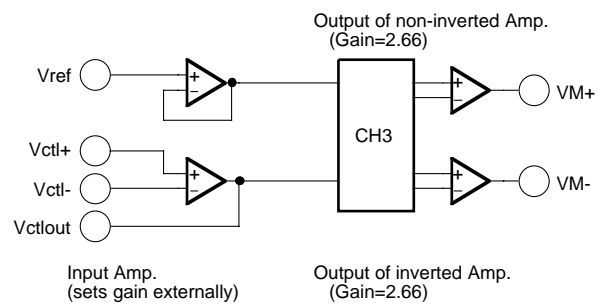 Output of non-inverted Amp.
(Gain=2.66)
Vref
+
−
+
−
VM+
CH3
Vctl+
Vctl-
+
−
+
−
VM-
Vctlout
Input Amp.
(sets gain externally)
Output of inverted Amp.
(Gain=2.66)